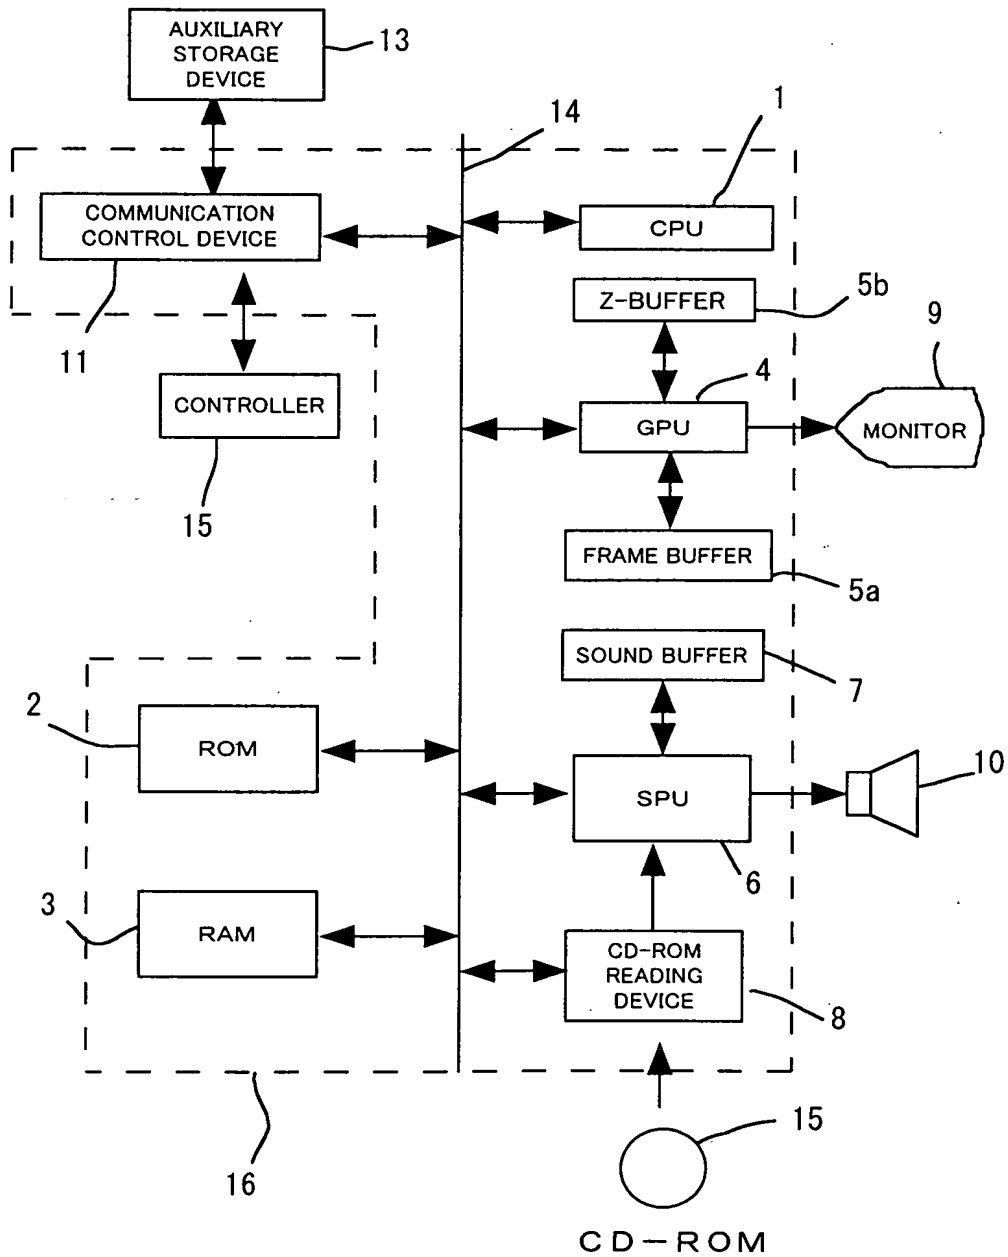 AUXILIARY
STORAGE
DEVICE
13
14
1
COMMUNICATION
CONTROL DEVICE
CPU
Z-BUFFER
5b
11
9
4
CONTROLLER
GPU
MONITOR
15
FRAME BUFFER
5a
SOUND BUFFER
7
2
ROM
10
SPU
6
3
RAM
CD-ROM
READING
DEVICE
8
15
16
CD-ROM